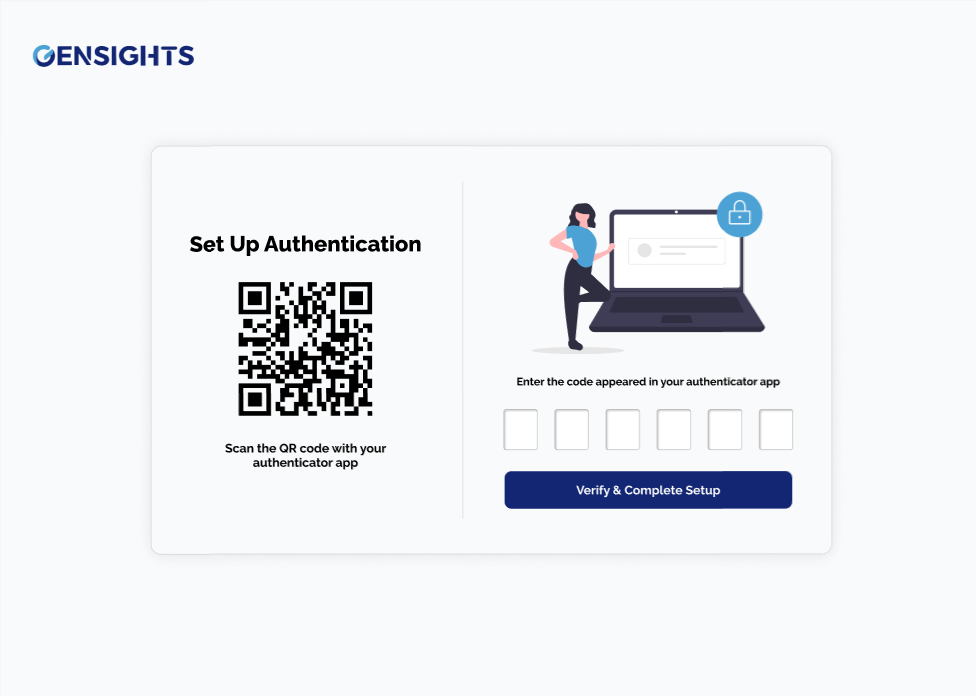 GENSIGHTS
Set Up Authentication
Scan the QR code with your
authenticator app
Enter the code appeared in your authenticator app
Verify & Complete Setup